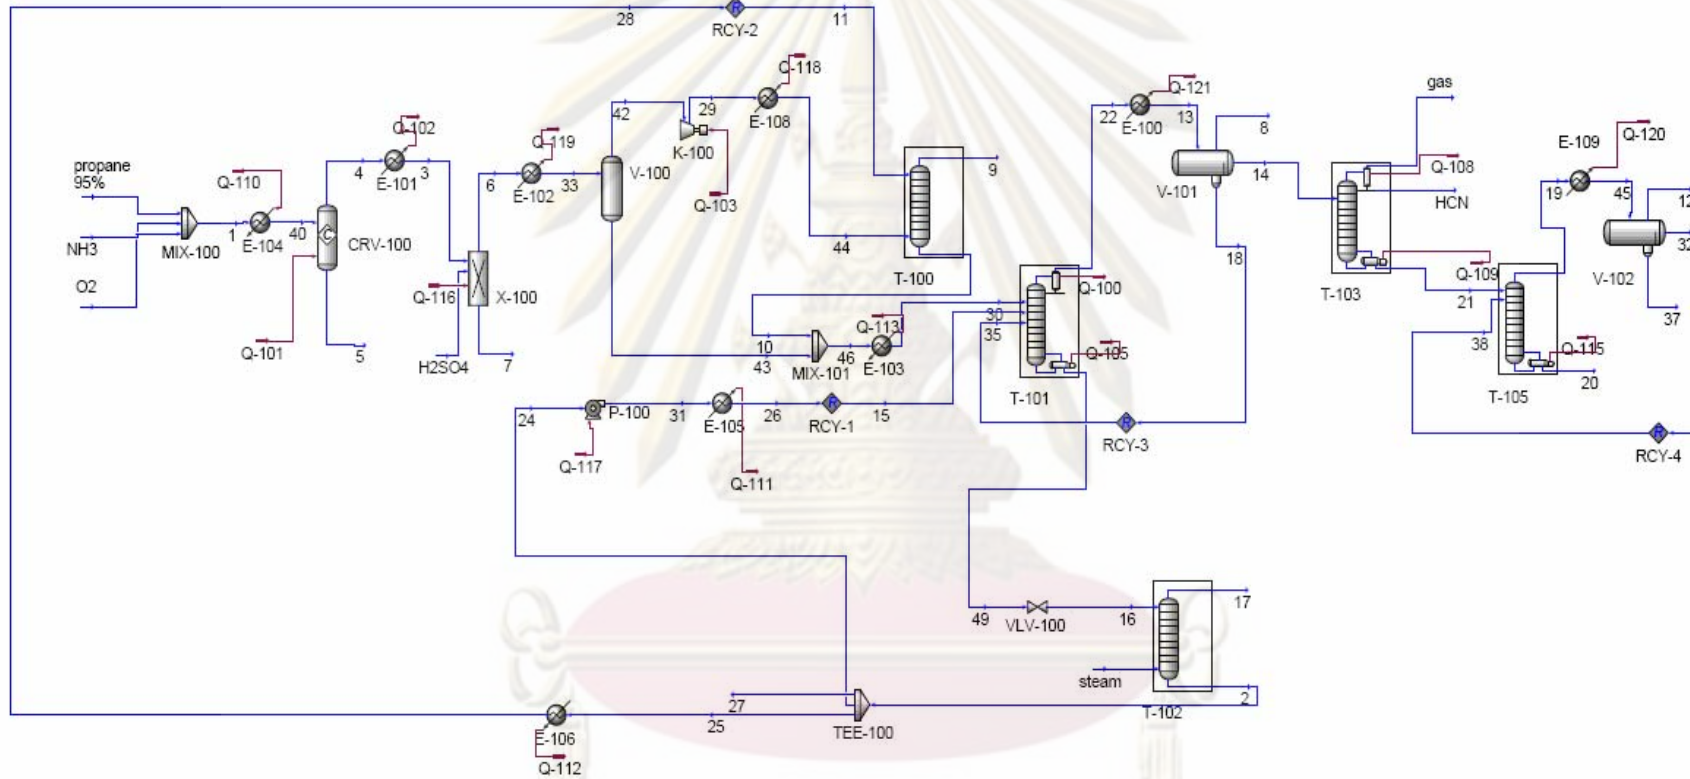 28
RCY-2
11
propane
95%
NH3
O2
MIX-100
1
Q-110
E-104
40
CRV-100
Q-101
5
4
Q-102
E-101
3
Q-116
H2SO4
X-100
7
6
Q-119
E-102
33
42
V-100
K-100
29
Q-103
Q-118
E-108
44
9
T-100
10
43
MIX-101
46
Q-113
E-103
30
35
Q-100
Q-105
T-101
24
P-100
Q-117
31
E-105
26
Q-111
RCY-1
15
RCY-3
22
Q-121
E-100
13
8
V-101
14
18
gas
Q-108
HCN
Q-109
T-103
21
38
E-109
Q-120
19
45
12
32
V-102
37
Q-115
20
T-105
RCY-4
49
VLV-100
16
17
steam
2
T-102
27
25
TEE-100
E-106
Q-112